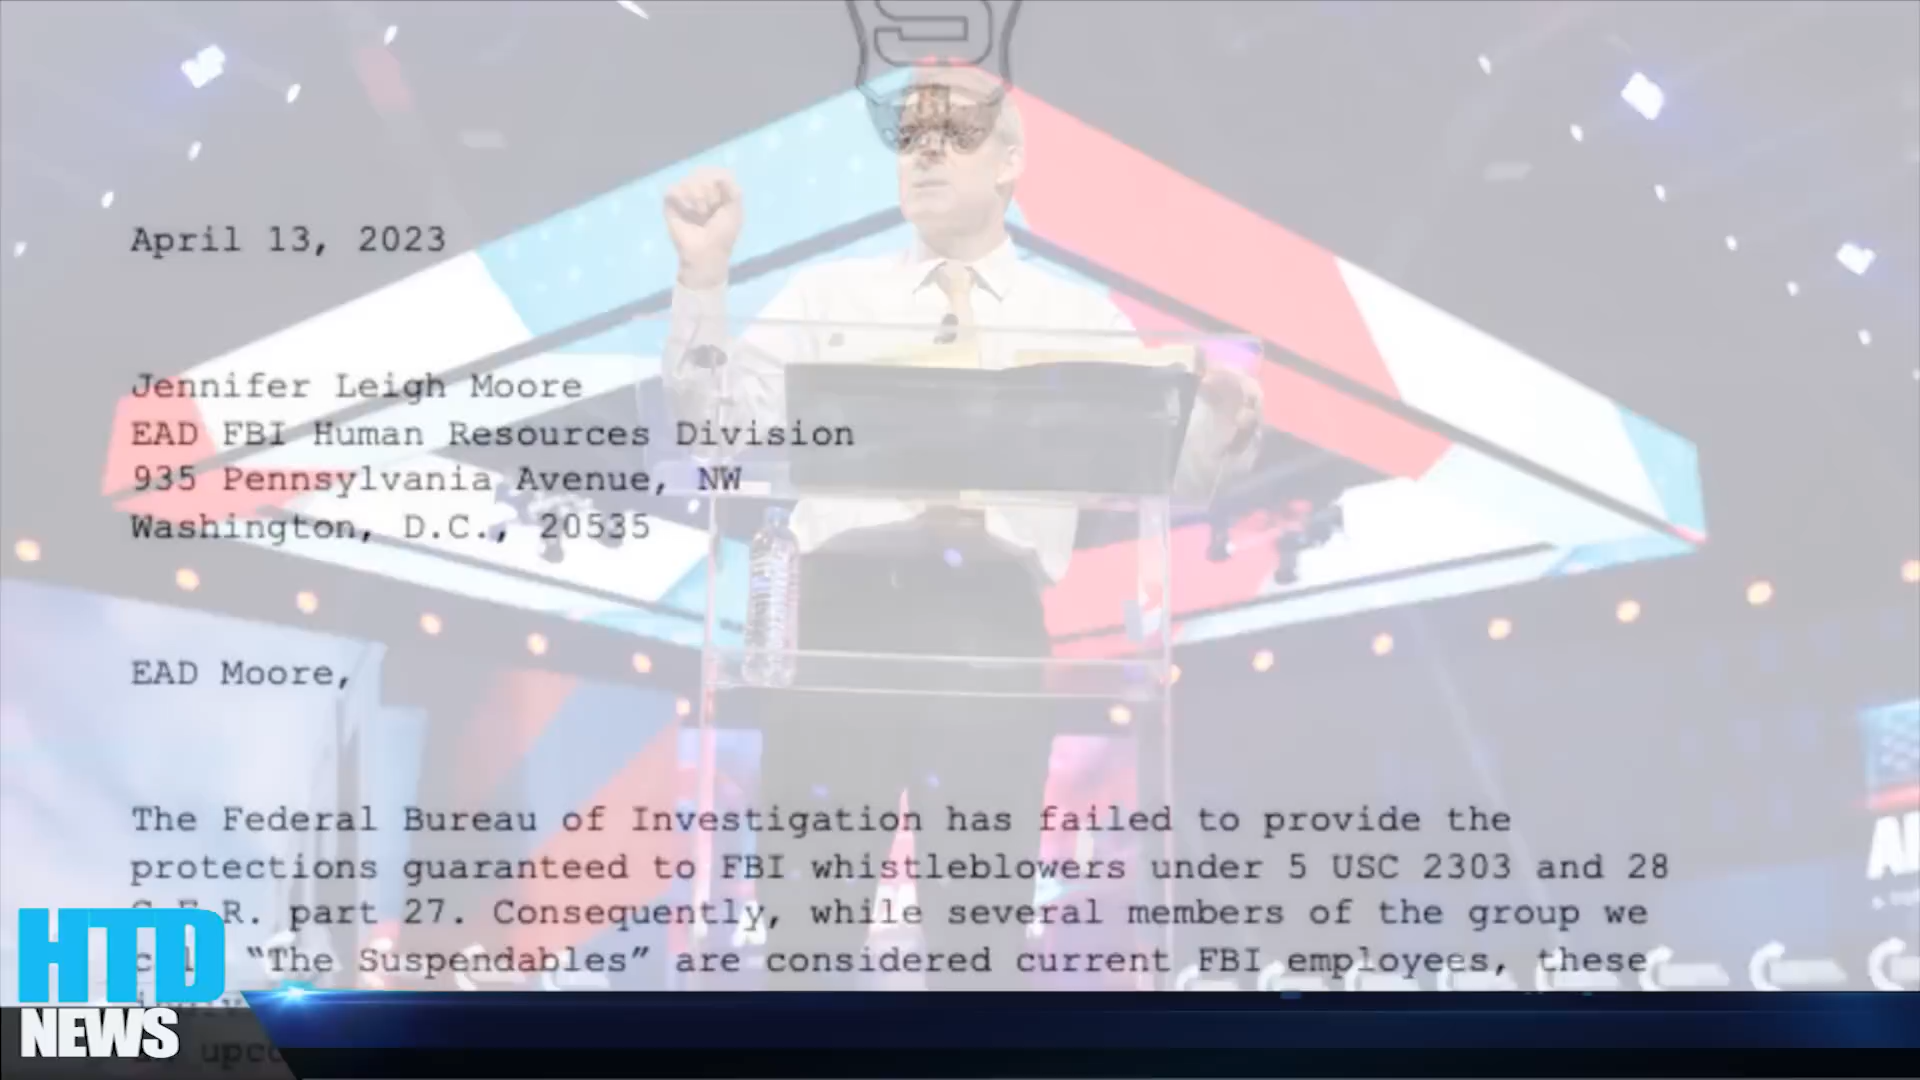 April 13, 2023
Jennifer Leigh Moore
EAD FBI Human Resources Division
935 Pennsylvania Avenue, NW
Washington, D.C., 20535
EAD Moore,
The Federal Bureau of Investigation has failed to provide the
protections guaranteed to FBI whistleblowers under 5 USC 2303 and 28
R. part 27. Consequently, while several members of the group we
“The Suspendables” are considered current FBI employees, these
HTD
NEWS